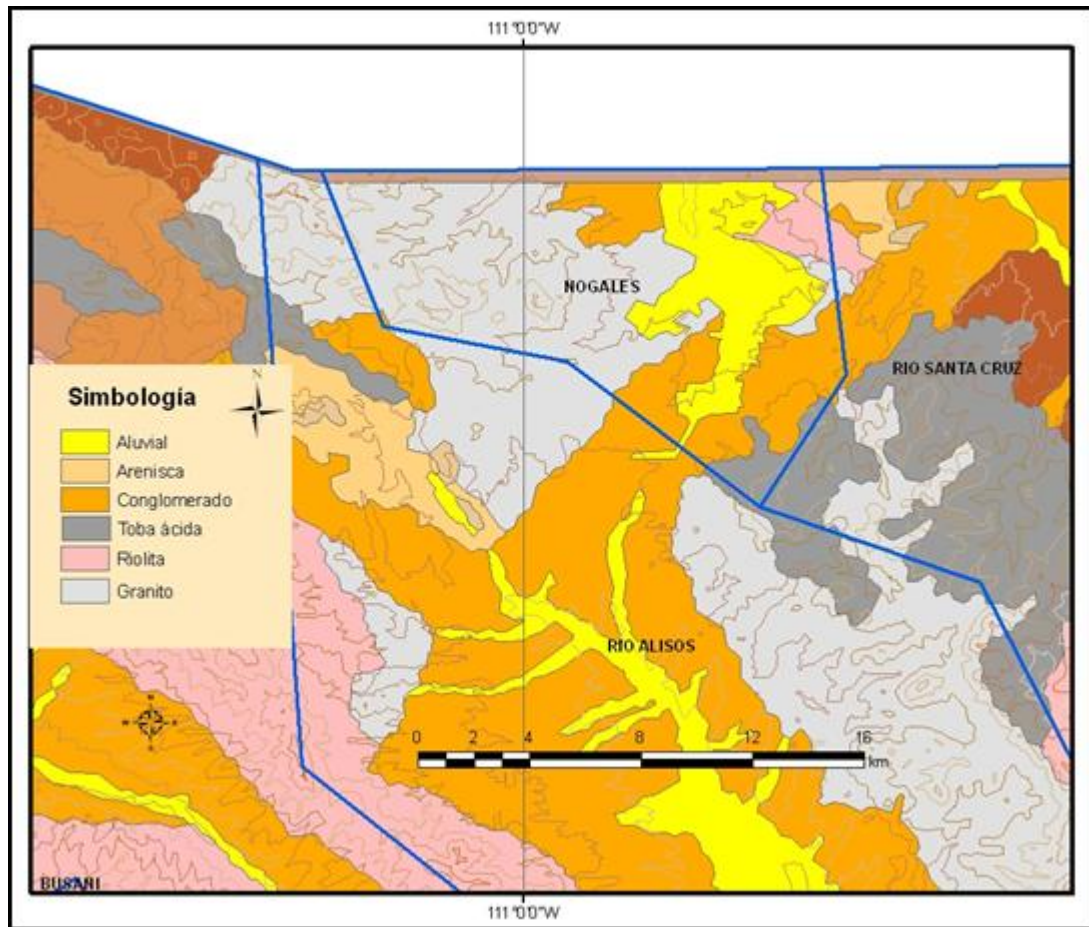 111°0'0"W
NOGALES
RIO SANTA CRUZ
N
Simbología
Aluvial
Arenisca
Conglomerado
Toba ácida
Riolita
Granito
RIO ALISOS
0 2 4 8 12 16
km
BUSANI
111°0'0"W